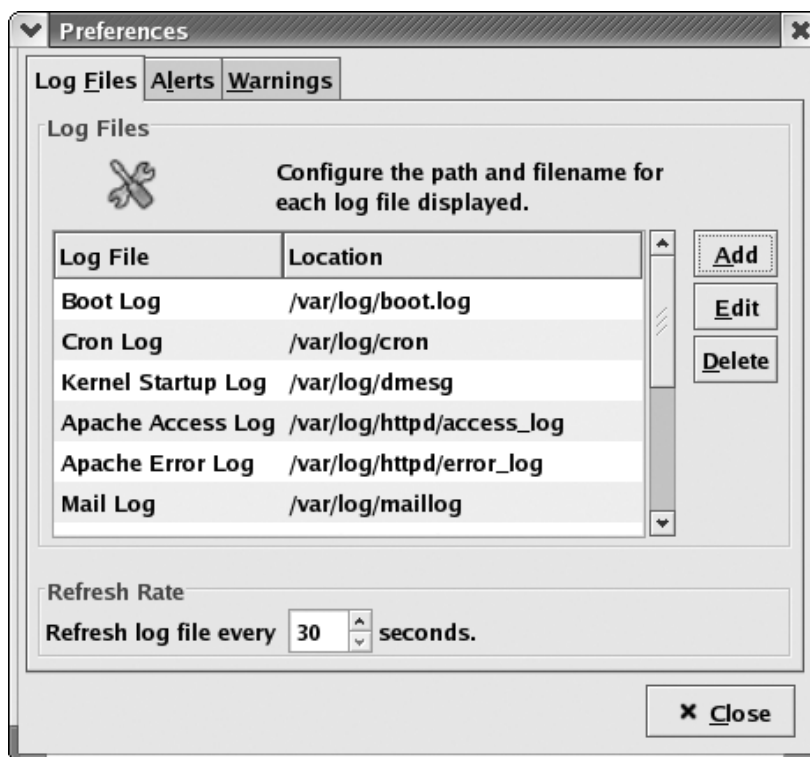 Preferences
Log Files Alerts Warnings
Log Files
Configure the path and filename for
each log file displayed.
Log File Location
Boot Log /var/log/boot.log
Cron Log /var/log/cron
Kernel Startup Log /var/log/dmesg
Apache Access Log /var/log/httpd/access_log
Apache Error Log /var/log/httpd/error_log
Mail Log /var/log/maillog
Add
Edit
Delete
Refresh Rate
Refresh log file every 30 seconds.
Close